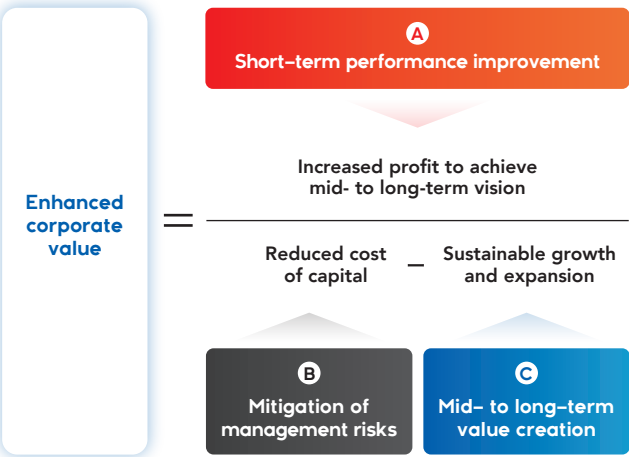 A
Short-term performance improvement
Increased profit to achieve
mid- to long-term vision
Enhanced
corporate
value
=
Reduced cost
of capital
–
Sustainable growth
and expansion
B
Mitigation of
management risks
C
Mid- to long-term
value creation